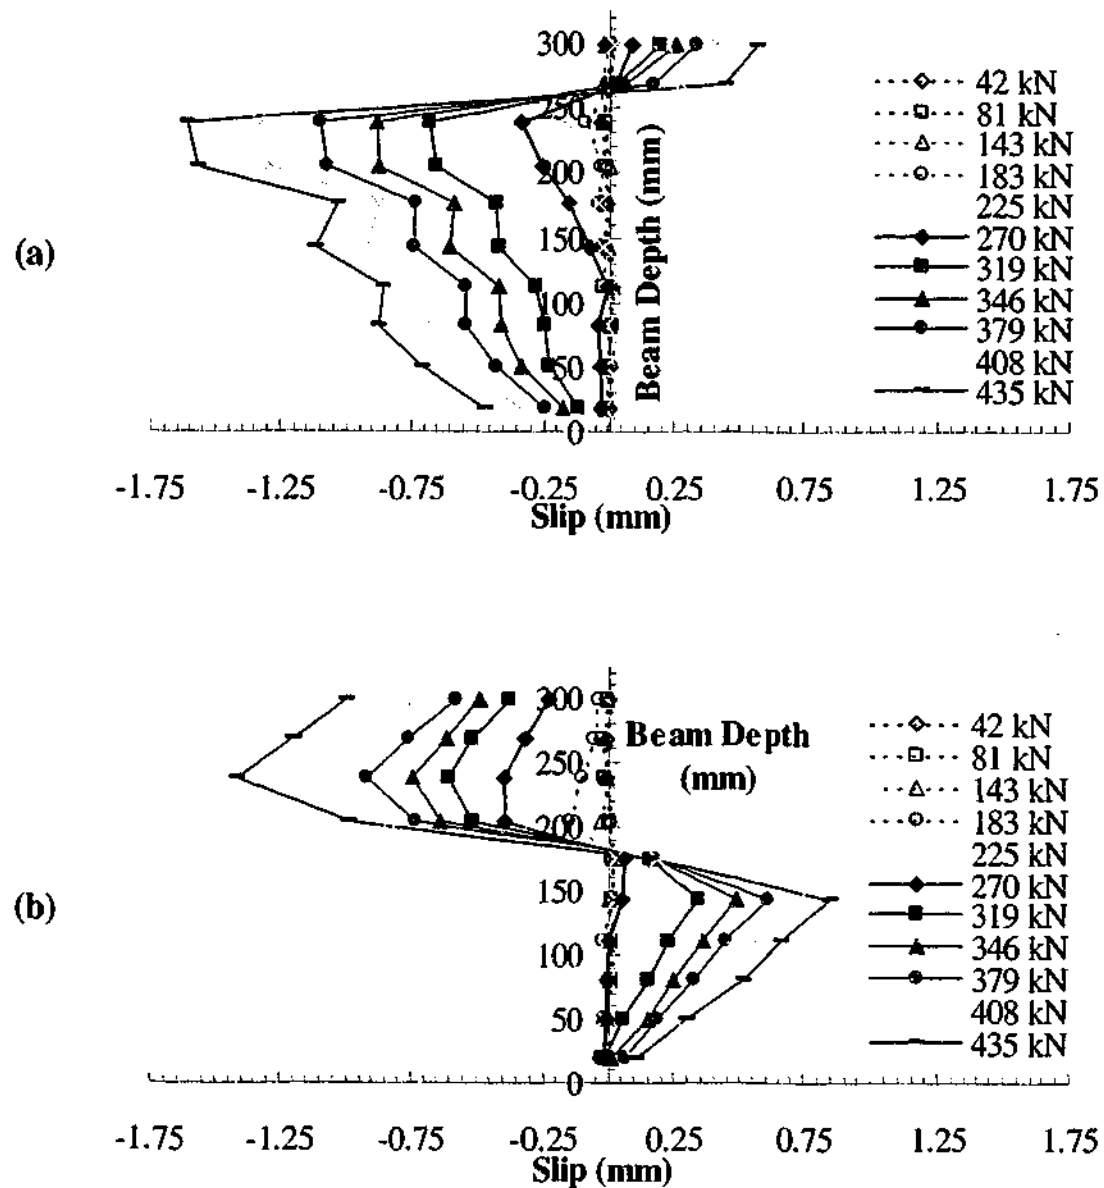 (a)
300
250
200
150
100
50
0
Beam Depth (mm)
-1.75 -1.25 -0.75 -0.25 0.25 0.75 1.25 1.75
Slip (mm)
42 kN
81 kN
143 kN
183 kN
225 kN
270 kN
319 kN
346 kN
379 kN
408 kN
435 kN
(b)
300
250
200
150
100
50
0
Beam Depth
(mm)
-1.75 -1.25 -0.75 -0.25 0.25 0.75 1.25 1.75
Slip (mm)
42 kN
81 kN
143 kN
183 kN
225 kN
270 kN
319 kN
346 kN
379 kN
408 kN
435 kN